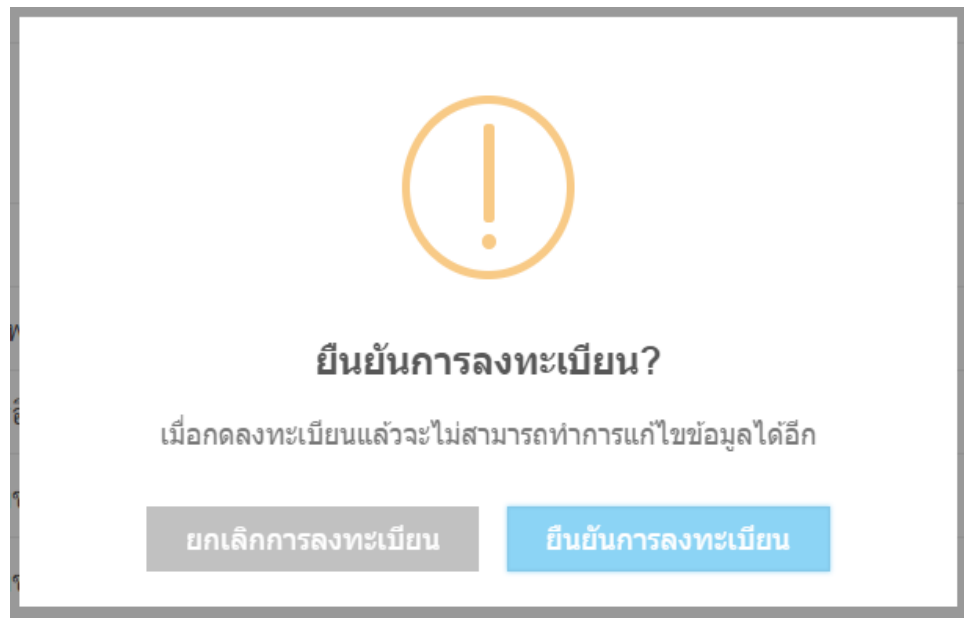 ยืนยันการลงทะเบียน?
เมื่อกดลงทะเบียนแล้วจะไม่สามารถทำการแก้ไขข้อมูลได้อีก
ยกเลิกการลงทะเบียน
ยืนยันการลงทะเบียน